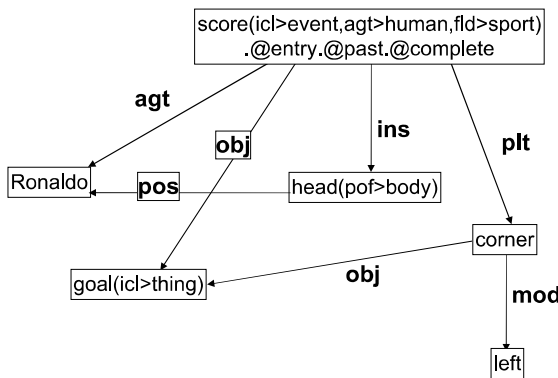 score(icl>event,agt>human,fld>sport)
.@entry.@past.@complete
agt
obj
ins
plt
Ronaldo
pos
head(pof>body)
corner
goal(icl>thing)
obj
mod
left